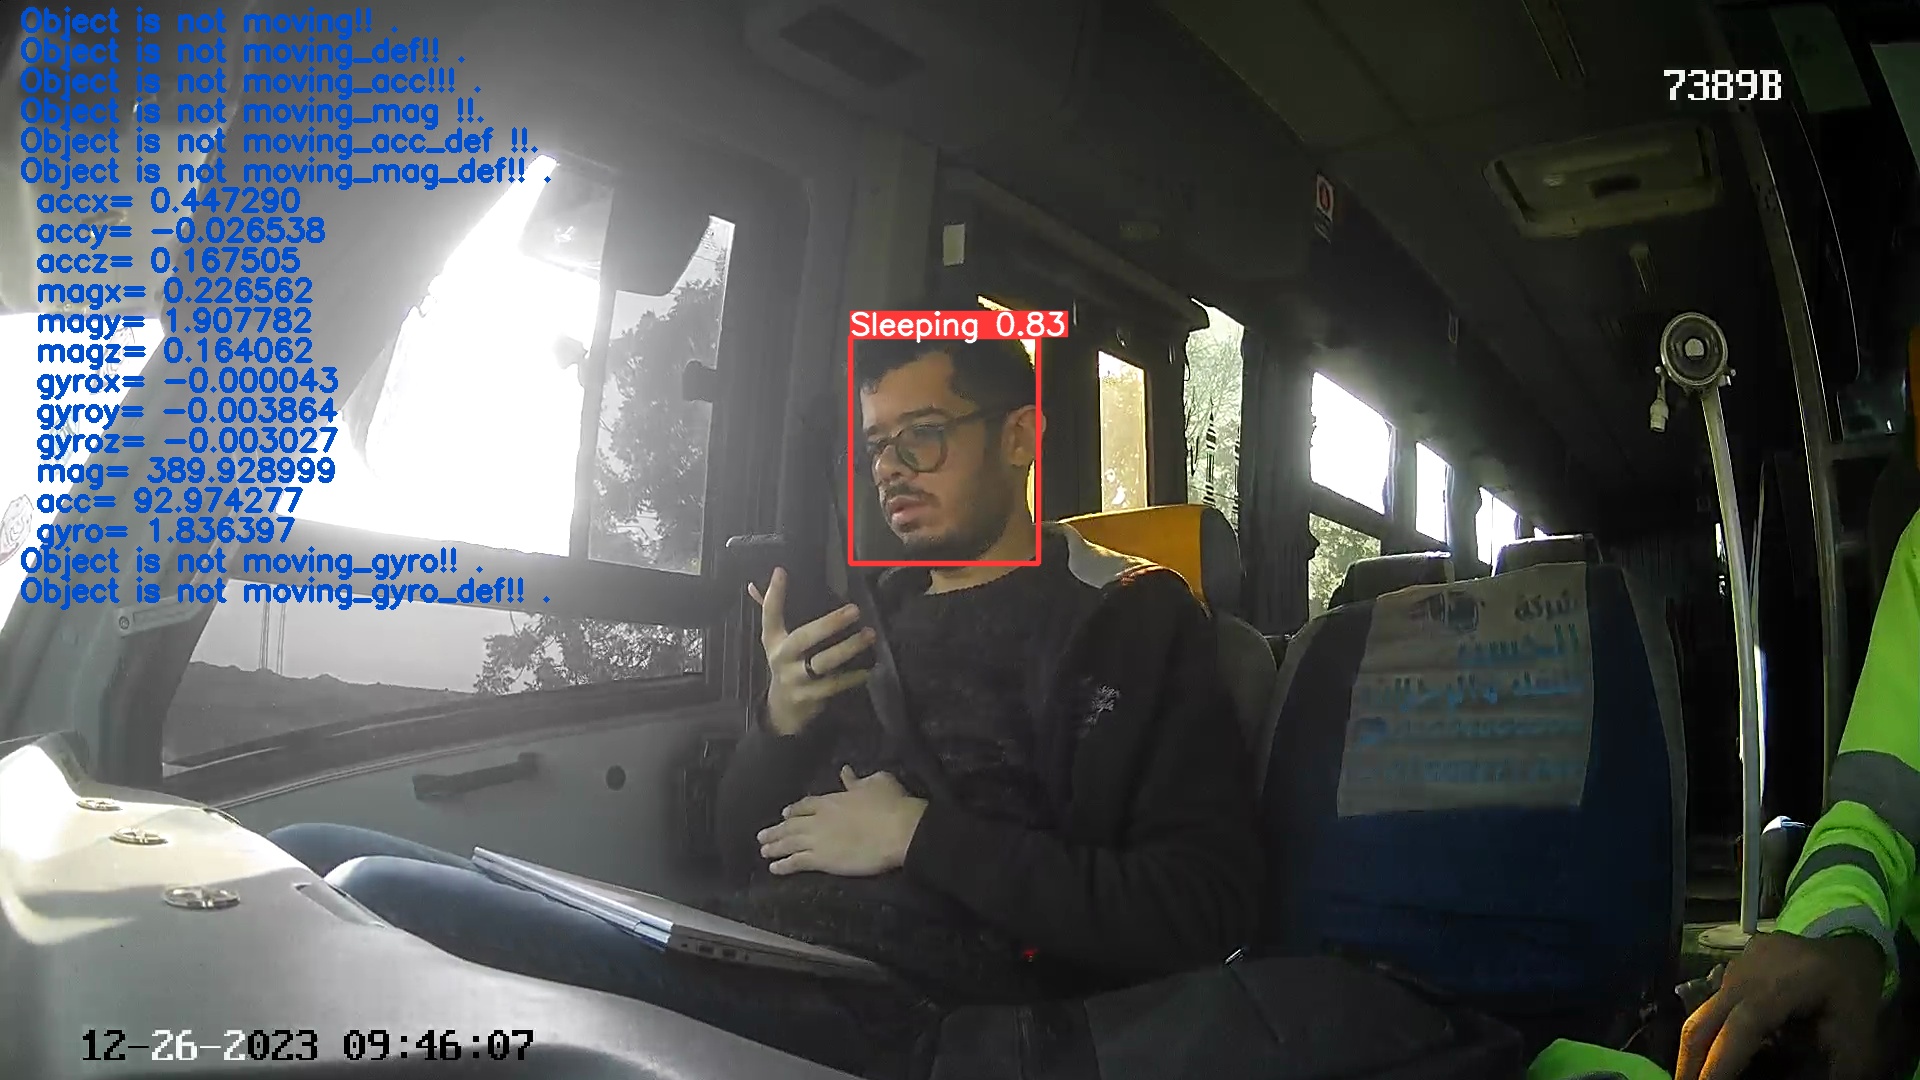 Object is not moving!! .
Object is not moving_def!! .
Object is not moving_acc!!! .
Object is not moving_mag !!.
Object is not moving_acc_def !!.
Object is not moving_mag_def!! .
accx= 0.447290
accy= -0.026538
accz= 0.167505
magx= 0.226562
magy= 1.907782
magz= 0.164062
gyrox= -0.000043
gyroy= -0.003864
gyroz= -0.003027
mag= 389.928999
acc= 92.974277
gyro= 1.836397
Object is not moving_gyro!! .
Object is not moving_gyro_def!! .
7389B
Sleeping 0.83
شركة
12-26-2023 09:46:07